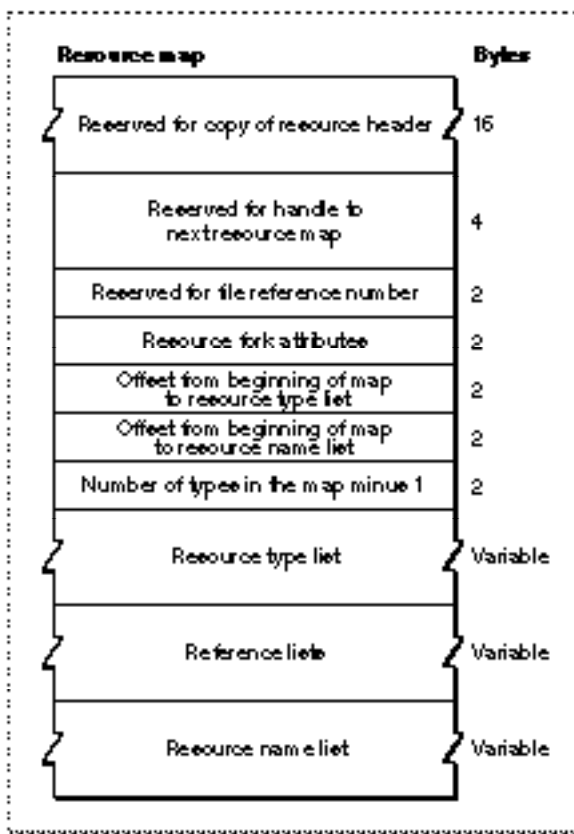 Resource map Bytes
Reserved for copy of resource header 16
Reserved for handle to
next resource map 4
Reserved for file reference number 2
Resource fork attributes 2
Offset from beginning of map
to resource type list 2
Offset from beginning of map
to resource name list 2
Number of types in the map minus 1 2
Resource type list Variable
Reference lists Variable
Resource name list Variable